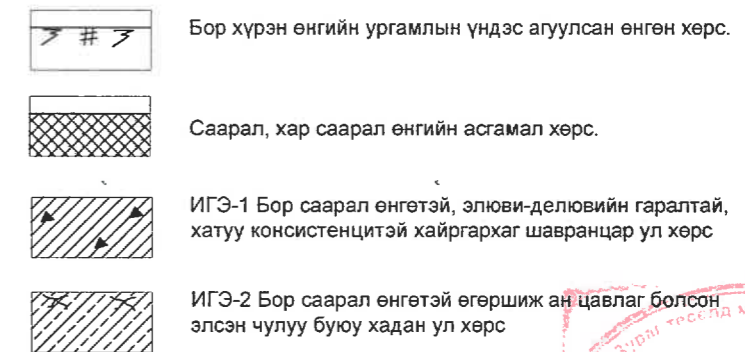 Бор хүрэн өнгийн ургамлын үндэс агуулсан өнгөн хөрс.
Саарал, хар саарал өнгийн асгамал хөрс.
ИГЭ-1 Бор саарал өнгөтэй, элюви-делювийн гаралтай,
хатуу консистенцитэй хайргархаг шавранцар ул хөрс
ИГЭ-2 Бор саарал өнгөтэй өгөршиж ан цавлаг болсон
элсэн чулуу буюу хадан ул хөрс